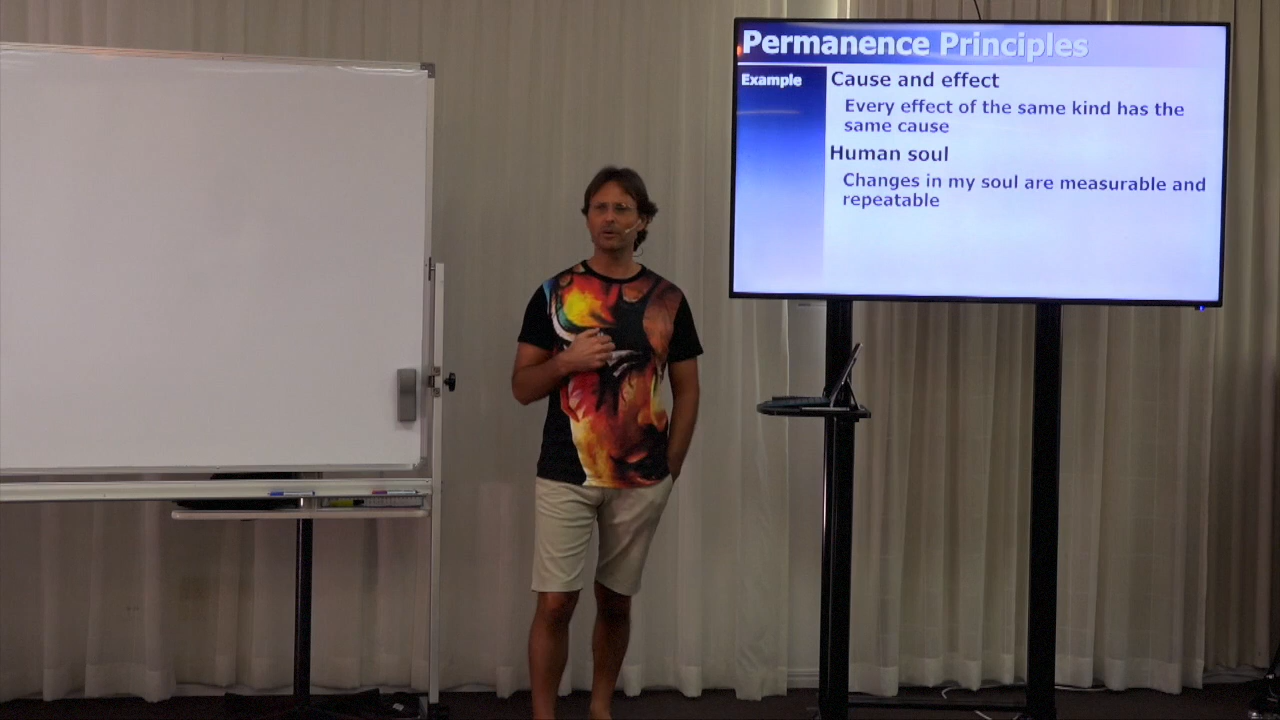 Permanence Principles
Example
Cause and effect
Every effect of the same kind has the
same cause
Human soul
Changes in my soul are measurable and
repeatable